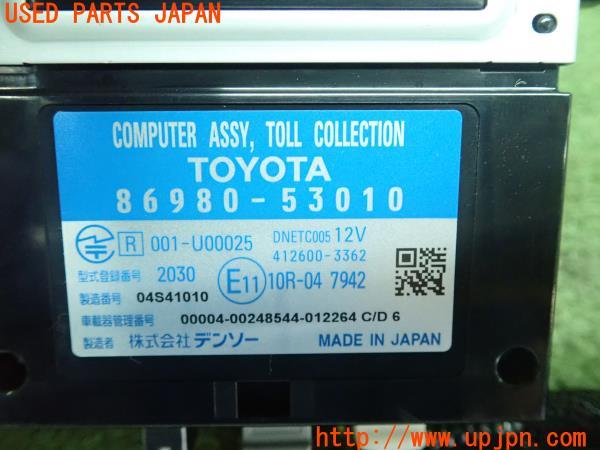 USED PARTS JAPAN
COMPUTER ASSY, TOLL COLLECTION
TOYOTA
86980-53010
R 001-U00025 DNETC005 12V
412600-3362
型式登録番号 2030 E11 10R-04 7942
製造番号 04S41010
車載器管理番号 00004-00248544-012264 C/D 6
製造者 株式会社デンソー MADE IN JAPAN
http://www.upjpn.com